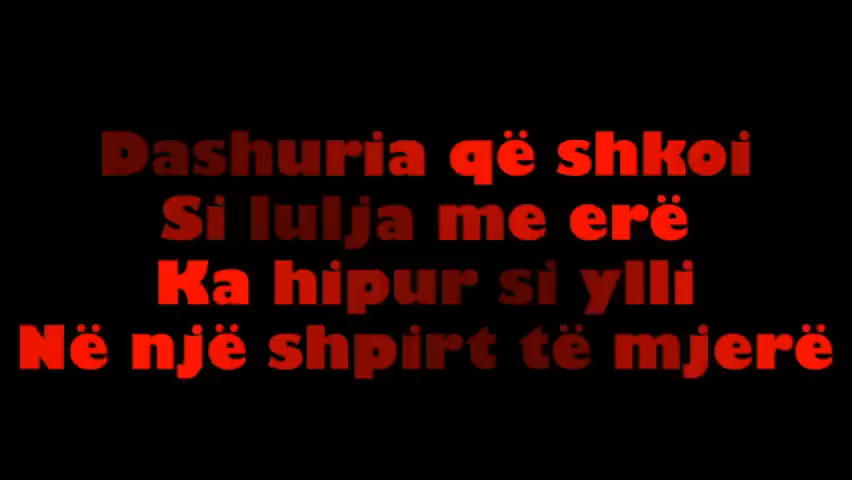 Dashuria që shkoi
Si lulja me erë
Ka hipur si ylli
Në një shpirt të mjerë